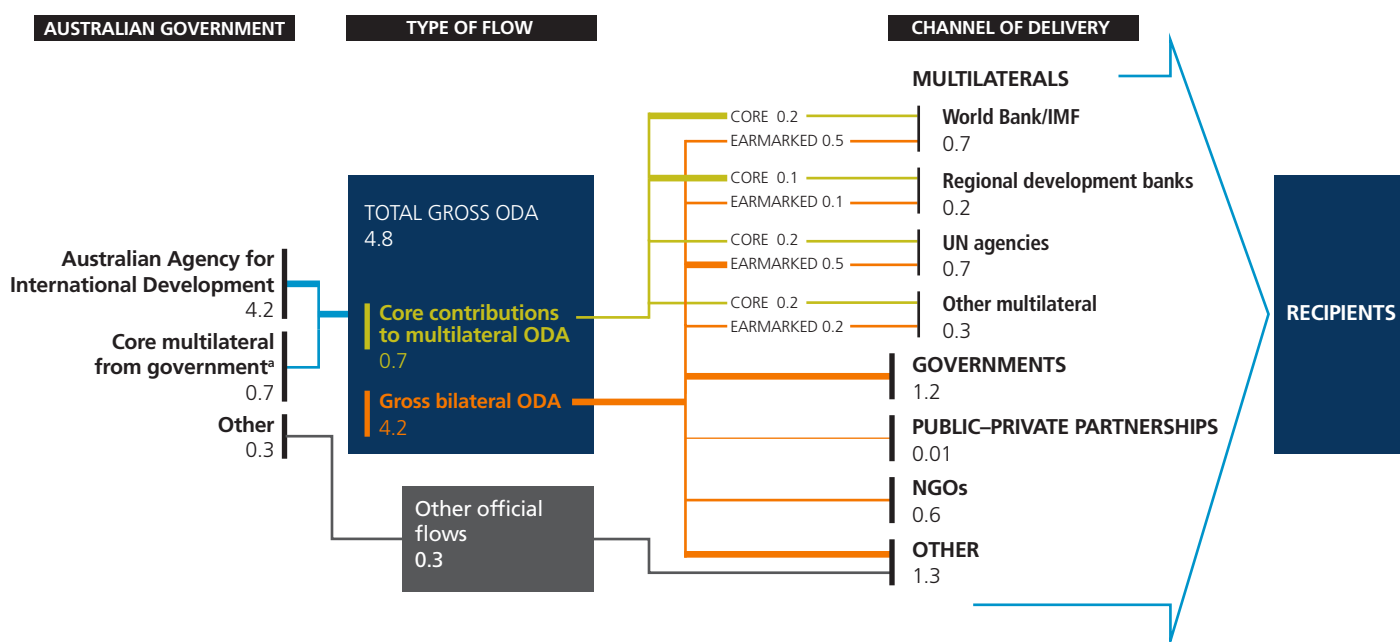 AUSTRALIAN GOVERNMENT
TYPE OF FLOW
CHANNEL OF DELIVERY
Australian Agency for
International Development
4.2
Core multilateral
from governmentᵃ
0.7
Other
0.3
TOTAL GROSS ODA
4.8
Core contributions
to multilateral ODA
0.7
Gross bilateral ODA
4.2
Other official
flows
0.3
MULTILATERALS
CORE 0.2
EARMARKED 0.5
World Bank/IMF
0.7
CORE 0.1
EARMARKED 0.1
Regional development banks
0.2
CORE 0.2
EARMARKED 0.5
UN agencies
0.7
CORE 0.2
EARMARKED 0.2
Other multilateral
0.3
GOVERNMENTS
1.2
PUBLIC–PRIVATE PARTNERSHIPS
0.01
NGOs
0.6
OTHER
1.3
RECIPIENTS